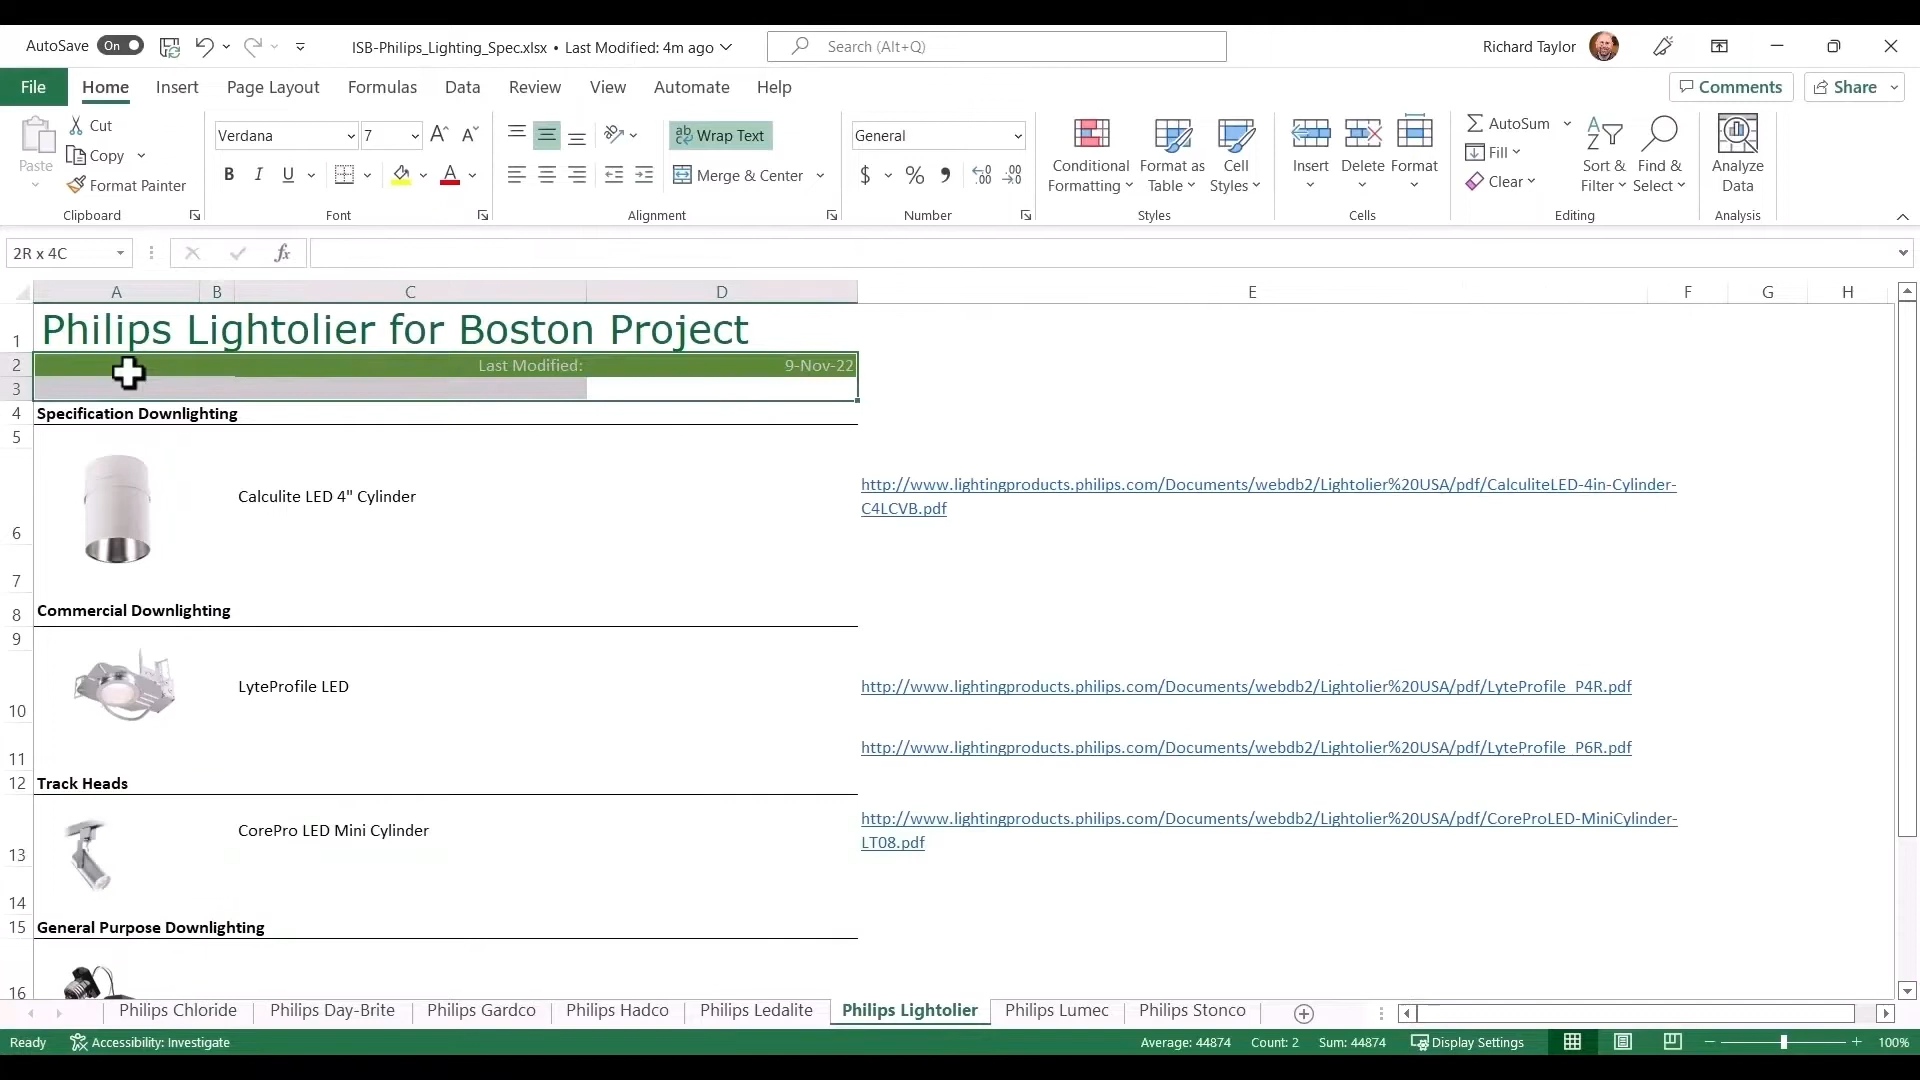 AutoSave On ISB-Philips_Lighting_Spec.xlsx • Last Modified: 4m ago Search (Alt+Q) Richard Taylor
File Home Insert Page Layout Formulas Data Review View Automate Help Comments Share
Paste
Cut
Copy
Format Painter
Clipboard
Verdana 7
B I U
Font
Wrap Text
Merge & Center
Alignment
General
$ % 9
Number
Conditional Formatting
Format as Table
Cell Styles
Styles
Insert Delete Format
Cells
AutoSum
Fill
Clear
Sort & Filter
Find & Select
Editing
Analyze Data
Analysis
2R x 4C fx
A B C D E F G H
1 Philips Lightolier for Boston Project
2 Last Modified: 9-Nov-22
3
4 Specification Downlighting
5
6 Calculite LED 4" Cylinder http://www.lightingproducts.philips.com/Documents/webdb2/Lightolier%20USA/pdf/CalculiteLED-4in-Cylinder-
C4LCVB.pdf
7
8 Commercial Downlighting
9
10 LyteProfile LED http://www.lightingproducts.philips.com/Documents/webdb2/Lightolier%20USA/pdf/LyteProfile_P4R.pdf
11 http://www.lightingproducts.philips.com/Documents/webdb2/Lightolier%20USA/pdf/LyteProfile_P6R.pdf
12 Track Heads
13 CorePro LED Mini Cylinder http://www.lightingproducts.philips.com/Documents/webdb2/Lightolier%20USA/pdf/CoreProLED-MiniCylinder-
LT08.pdf
14
15 General Purpose Downlighting
16
Philips Chloride Philips Day-Brite Philips Gardco Philips Hadco Philips Ledalite Philips Lightolier Philips Lumec Philips Stonco
Ready Accessibility: Investigate Average: 44874 Count: 2 Sum: 44874 Display Settings 100%